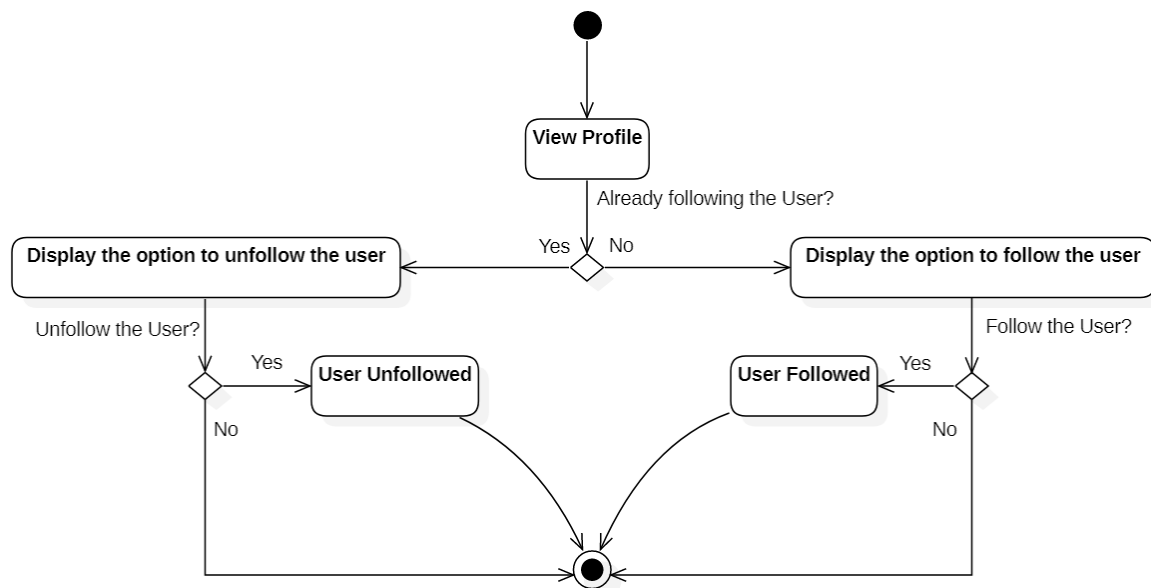 View Profile
Already following the User?
Yes
No
Display the option to unfollow the user
Display the option to follow the user
Unfollow the User?
Follow the User?
Yes
User Unfollowed
User Followed
Yes
No
No